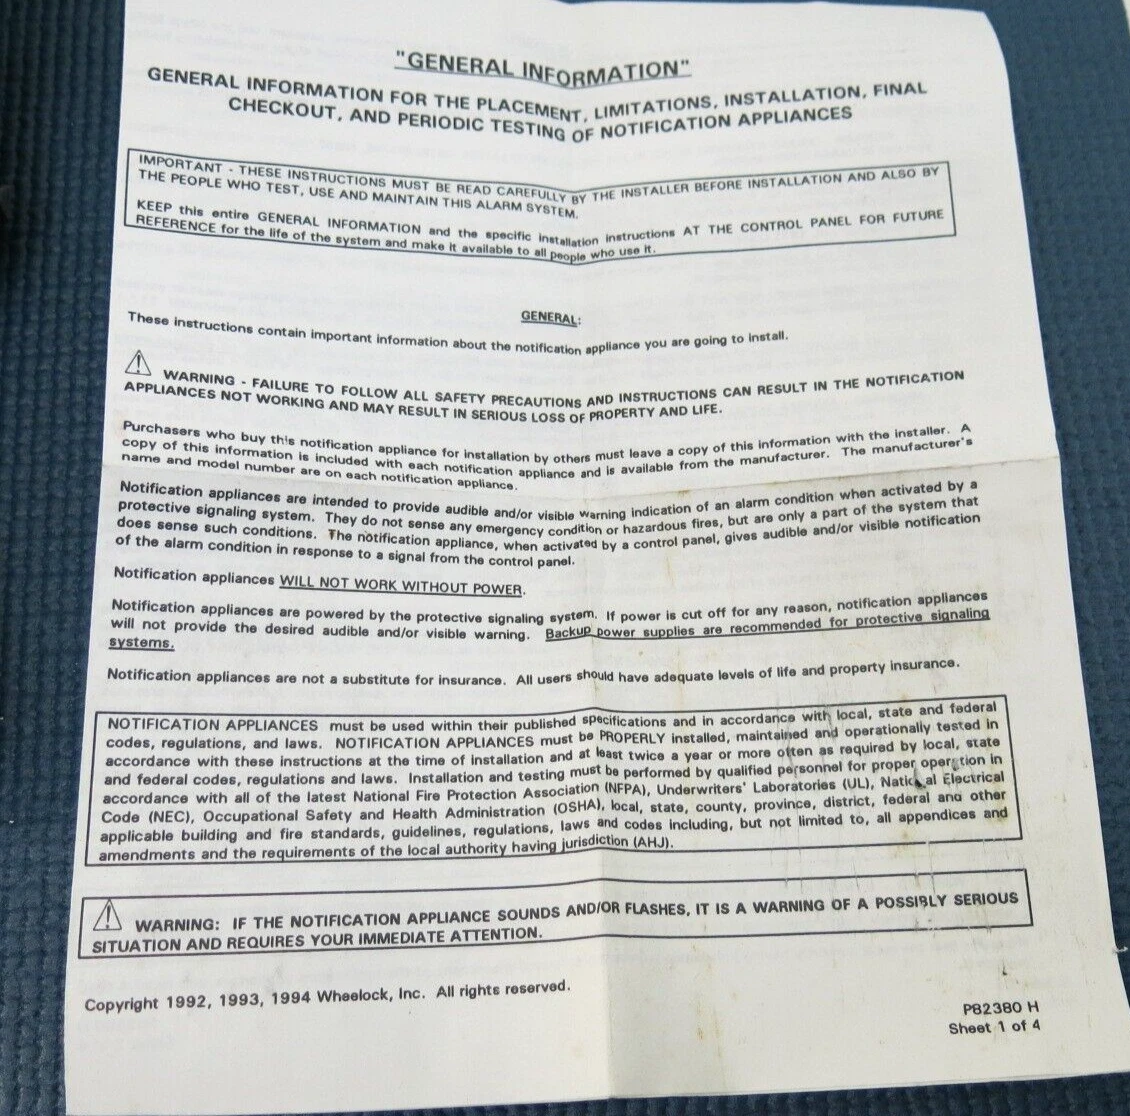 "GENERAL INFORMATION"
GENERAL INFORMATION FOR THE PLACEMENT, LIMITATIONS, INSTALLATION, FINAL
CHECKOUT, AND PERIODIC TESTING OF NOTIFICATION APPLIANCES
IMPORTANT - THESE INSTRUCTIONS MUST BE READ CAREFULLY BY THE INSTALLER BEFORE INSTALLATION AND ALSO BY
THE PEOPLE WHO TEST, USE AND MAINTAIN THIS ALARM SYSTEM.
KEEP this entire GENERAL INFORMATION and the specific installation instructions AT THE CONTROL PANEL FOR FUTURE
REFERENCE for the life of the system and make it available to all people who use it.
GENERAL:
These instructions contain important information about the notification appliance you are going to install.
WARNING - FAILURE TO FOLLOW ALL SAFETY PRECAUTIONS AND INSTRUCTIONS CAN RESULT IN THE NOTIFICATION
APPLIANCES NOT WORKING AND MAY RESULT IN SERIOUS LOSS OF PROPERTY AND LIFE.
Purchasers who buy this notification appliance for installation by others must leave a copy of this information with the installer. A
copy of this information is included with each notification appliance and is available from the manufacturer. The manufacturer's
name and model number are on each notification appliance.
Notification appliances are intended to provide audible and/or visible warning indication of an alarm condition when activated by a
protective signaling system. They do not sense any emergency condition or hazardous fires, but are only a part of the system that
does sense such conditions. The notification appliance, when activated by a control panel, gives audible and/or visible notification
of the alarm condition in response to a signal from the control panel.
Notification appliances WILL NOT WORK WITHOUT POWER.
Notification appliances are powered by the protective signaling system. If power is cut off for any reason, notification appliances
will not provide the desired audible and/or visible warning. Backup power supplies are recommended for protective signaling
systems.
Notification appliances are not a substitute for insurance. All users should have adequate levels of life and property insurance.
NOTIFICATION APPLIANCES must be used within their published specifications and in accordance with local, state and federal
codes, regulations, and laws. NOTIFICATION APPLIANCES must be PROPERLY installed, maintained and operationally tested in
accordance with these instructions at the time of installation and at least twice a year or more often as required by local, state
and federal codes, regulations and laws. Installation and testing must be performed by qualified personnel for proper operation in
accordance with all of the latest National Fire Protection Association (NFPA), Underwriters' Laboratories (UL), National Electrical
Code (NEC), Occupational Safety and Health Administration (OSHA), local, state, county, province, district, federal and other
applicable building and fire standards, guidelines, regulations, laws and codes including, but not limited to, all appendices and
amendments and the requirements of the local authority having jurisdiction (AHJ).
WARNING: IF THE NOTIFICATION APPLIANCE SOUNDS AND/OR FLASHES, IT IS A WARNING OF A POSSIBLY SERIOUS
SITUATION AND REQUIRES YOUR IMMEDIATE ATTENTION.
Copyright 1992, 1993, 1994 Wheelock, Inc. All rights reserved.
P82380 H
Sheet 1 of 4